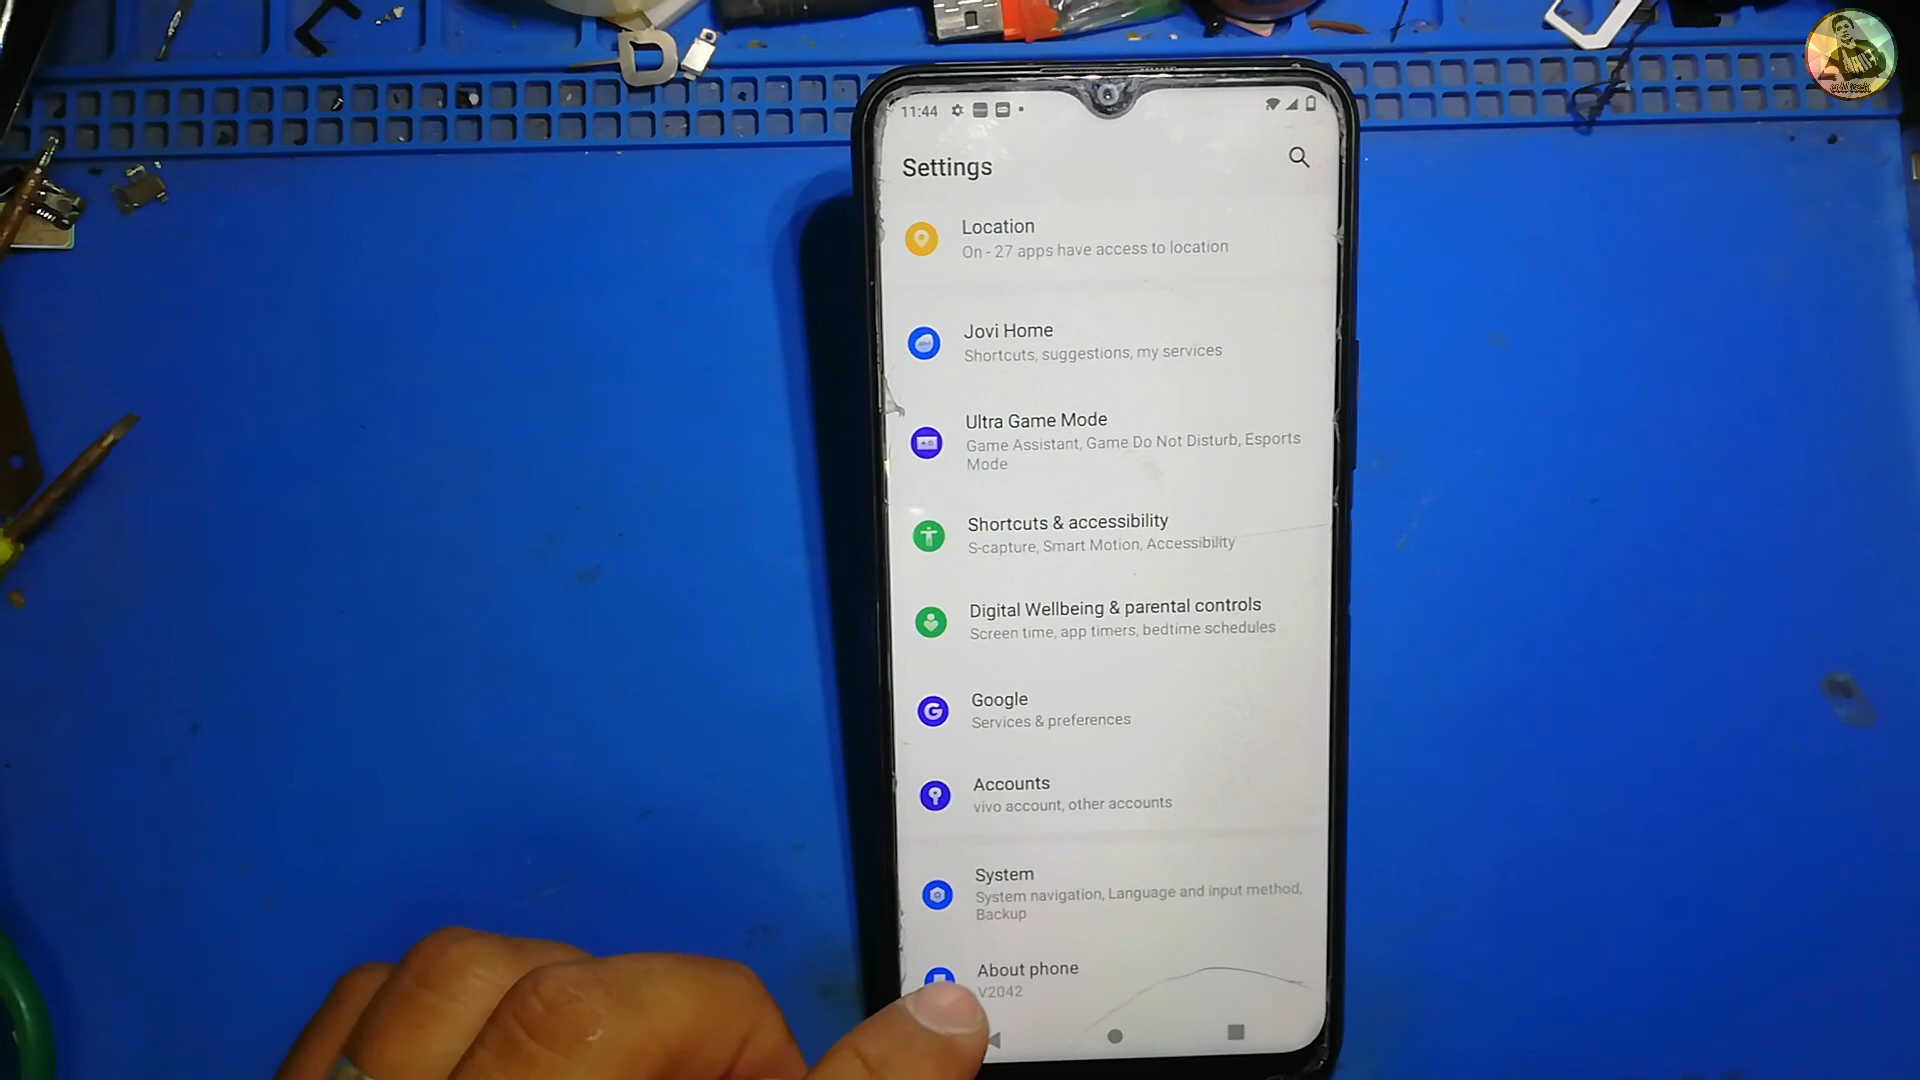 11:44
Settings
Location
On - 27 apps have access to location
Jovi Home
Shortcuts, suggestions, my services
Ultra Game Mode
Game Assistant, Game Do Not Disturb, Esports
Mode
Shortcuts & accessibility
S-capture, Smart Motion, Accessibility
Digital Wellbeing & parental controls
Screen time, app timers, bedtime schedules
Google
Services & preferences
Accounts
vivo account, other accounts
System
System navigation, Language and input method,
Backup
About phone
V2042